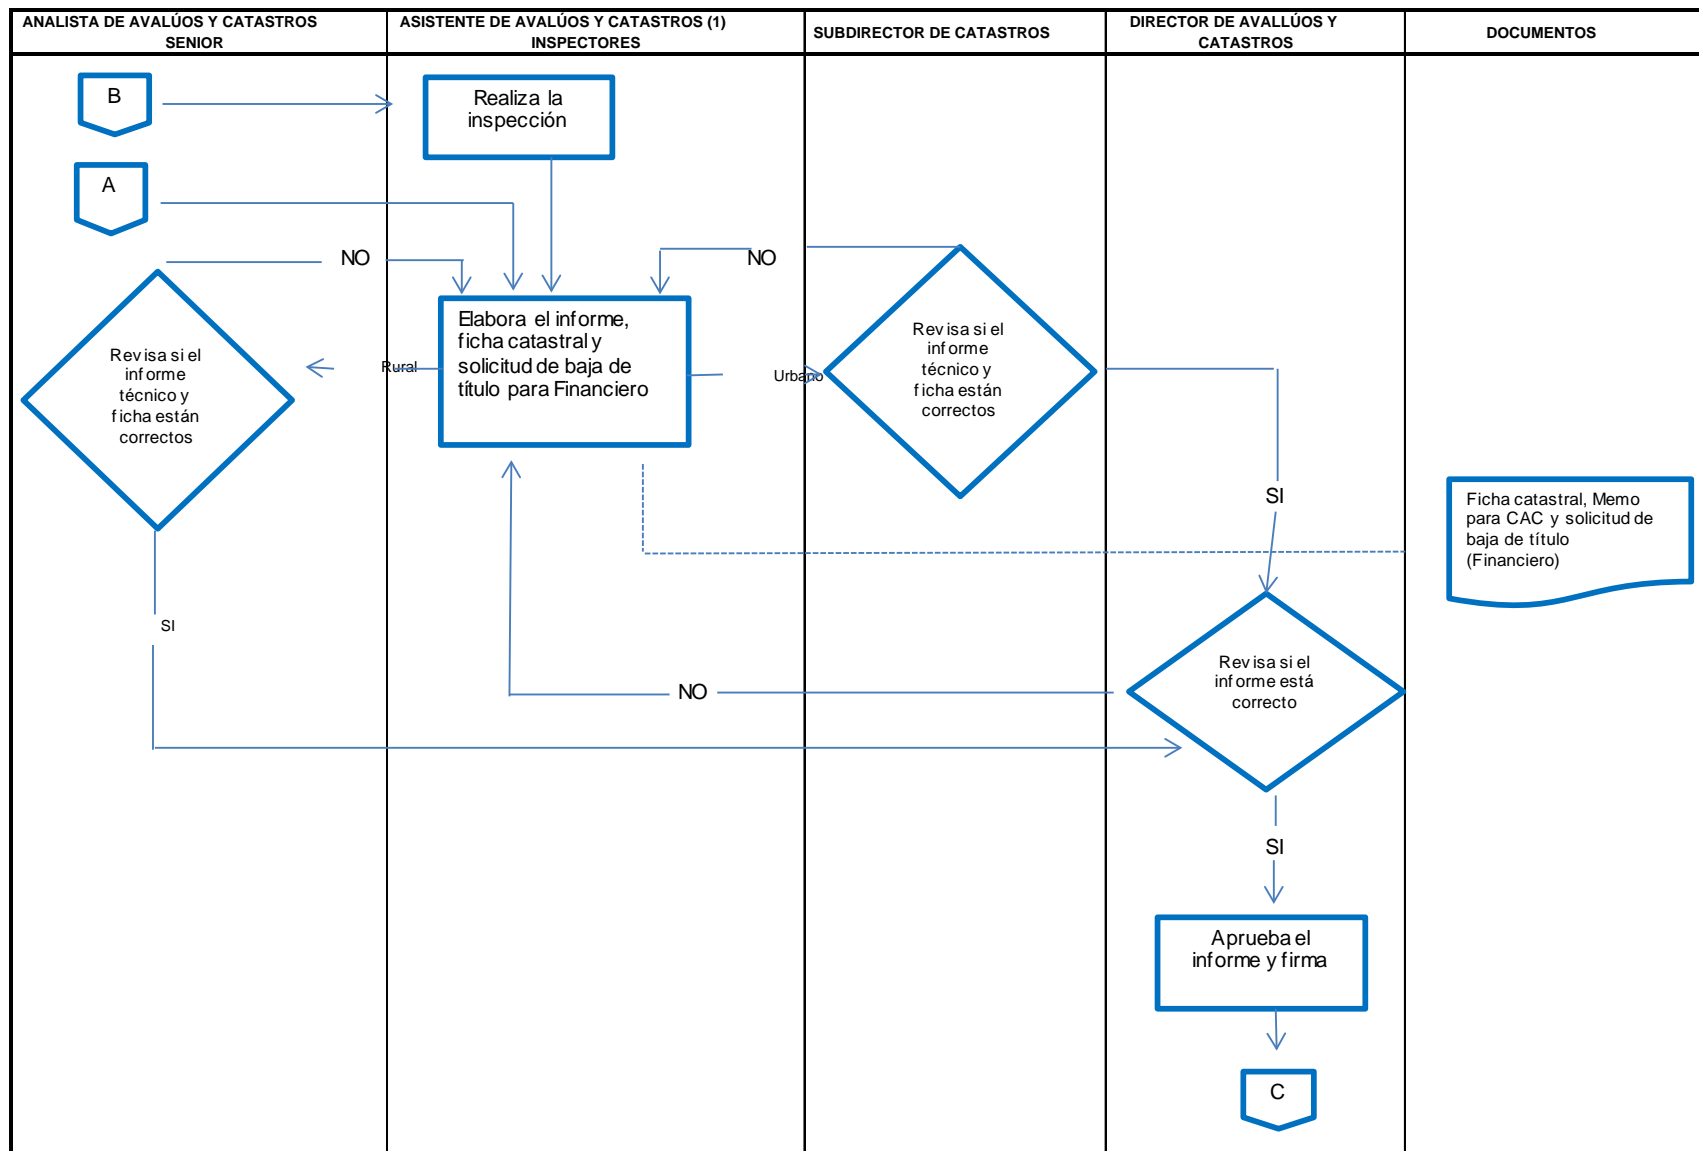 ANALISTA DE AVALÚOS Y CATASTROS
SENIOR
ASISTENTE DE AVALÚOS Y CATASTROS (1)
INSPECTORES
SUBDIRECTOR DE CATASTROS
DIRECTOR DE AVALLÚOS Y
CATASTROS
DOCUMENTOS
B
Realiza la
inspección
A
NO
NO
Elabora el informe,
ficha catastral y
solicitud de baja de
título para Financiero
Revisa si el
informe
técnico y
ficha están
correctos
Rural
Urbano
Revisa si el
informe
técnico y
ficha están
correctos
SI
Ficha catastral, Memo
para CAC y solicitud de
baja de título
(Financiero)
SI
Revisa si el
informe está
correcto
NO
SI
Aprueba el
informe y firma
C